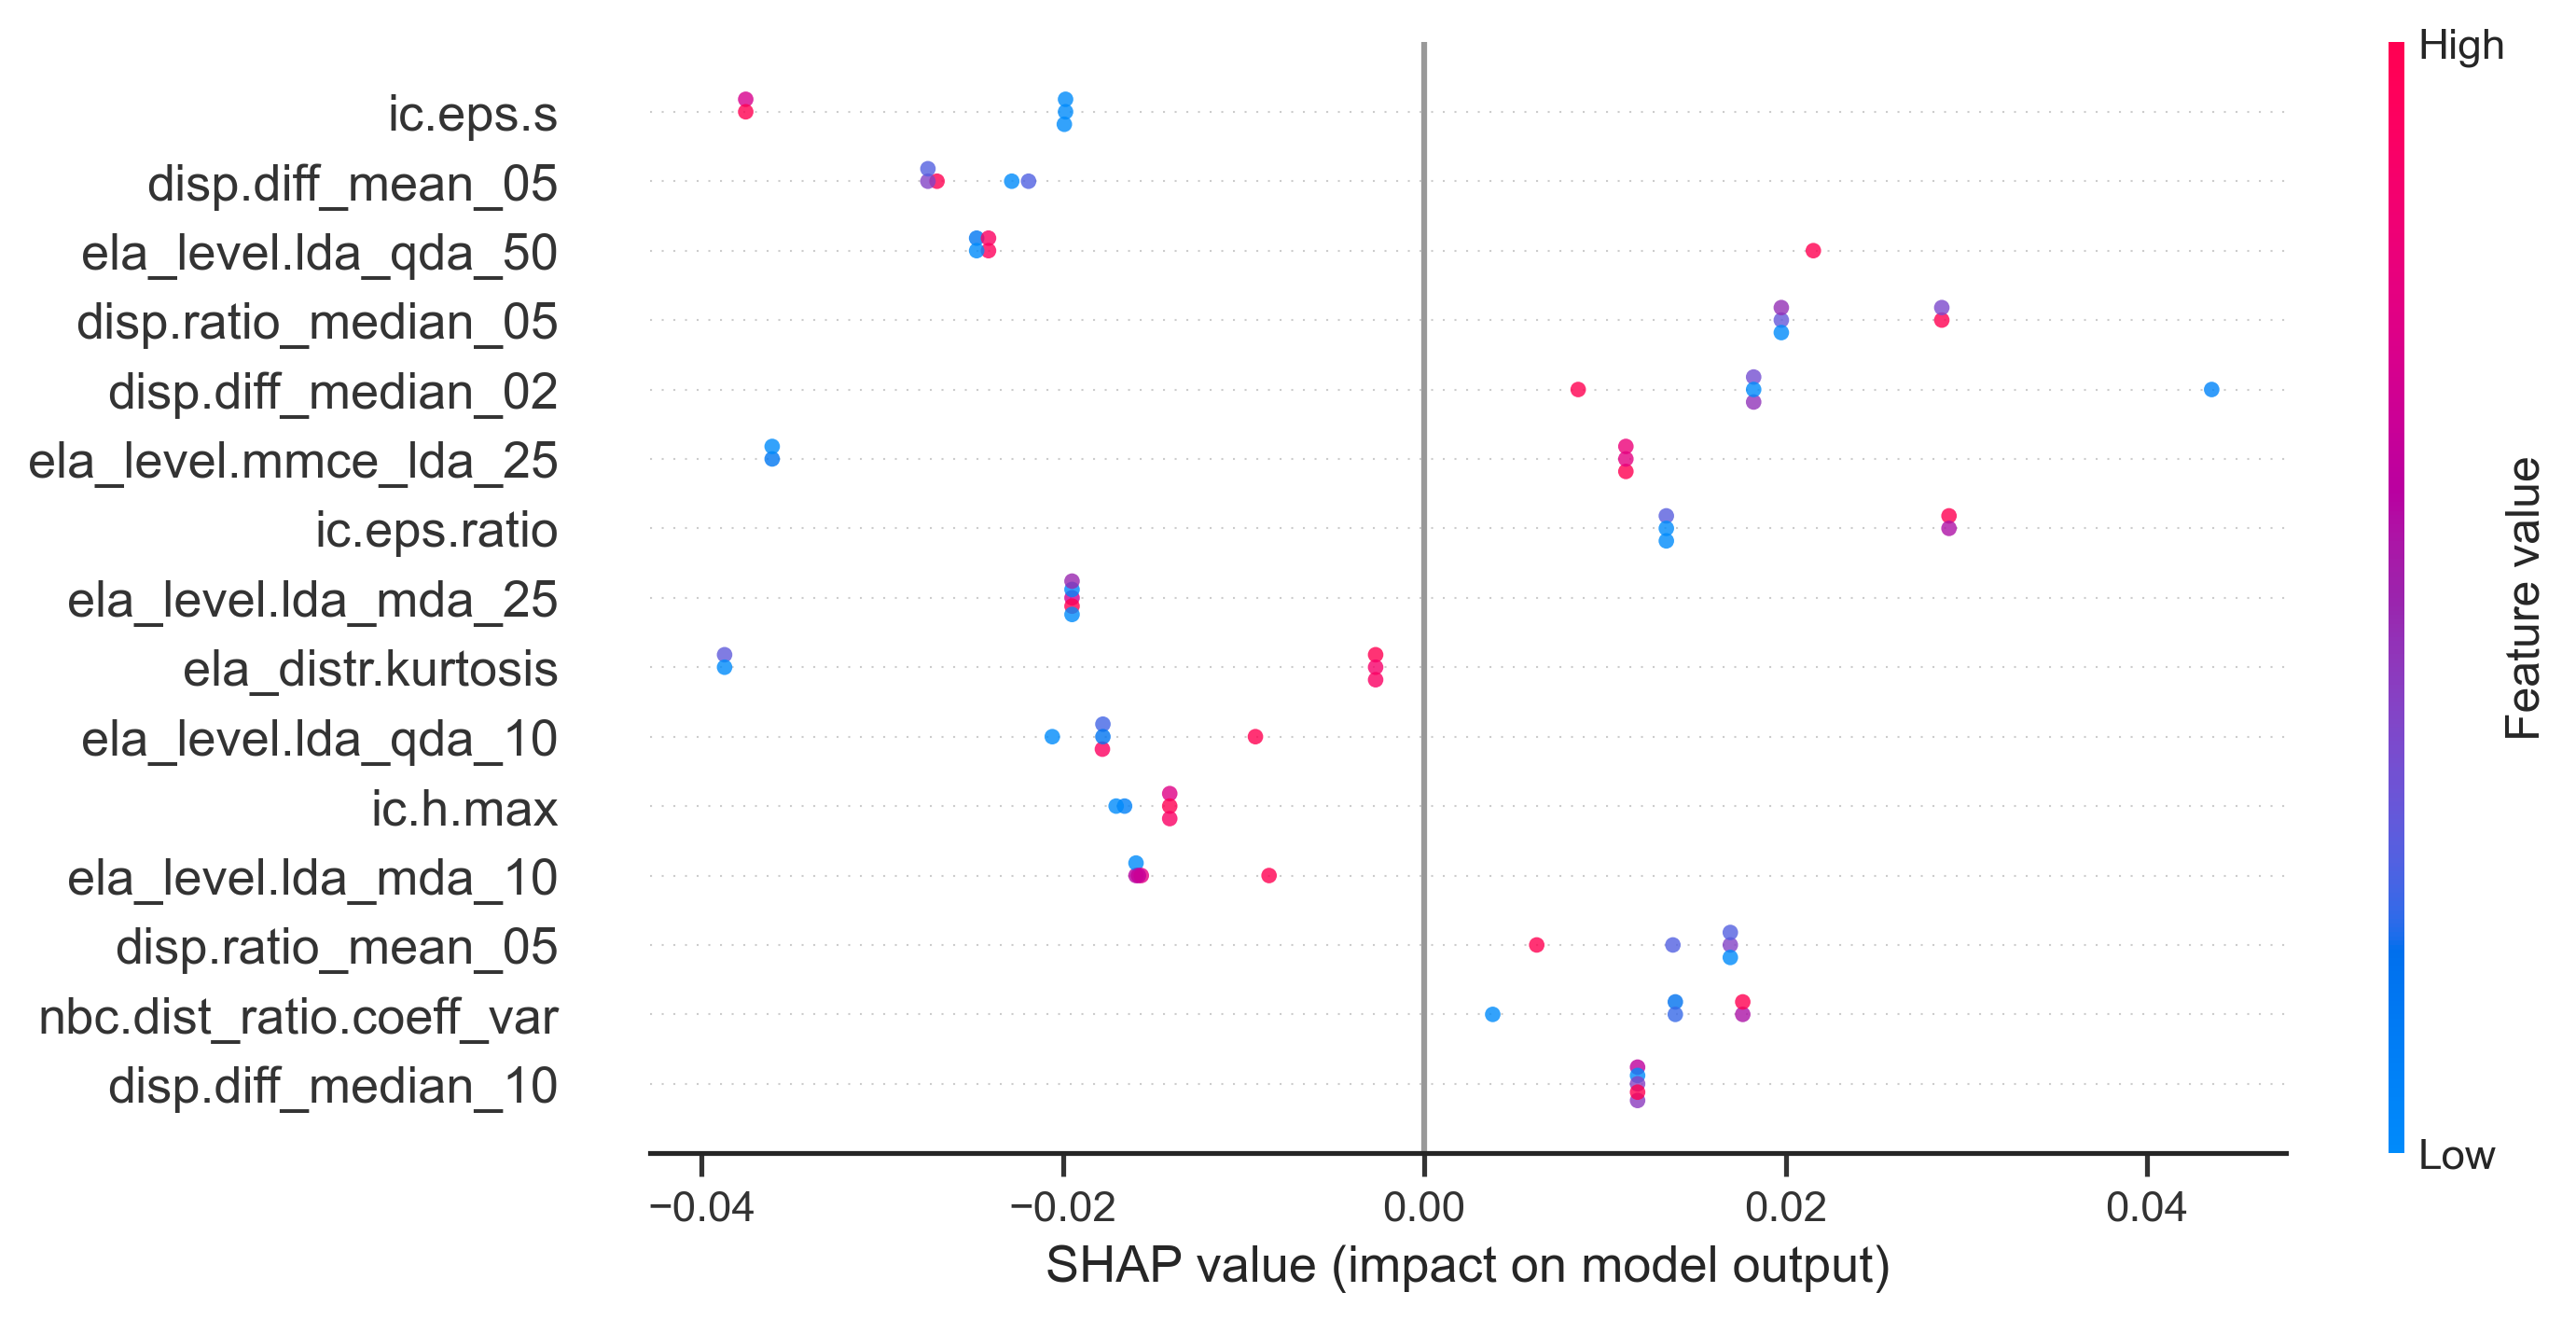 ic.eps.s
disp.diff_mean_05
ela_level.lda_qda_50
disp.ratio_median_05
disp.diff_median_02
ela_level.mmce_lda_25
ic.eps.ratio
ela_level.lda_mda_25
ela_distr.kurtosis
ela_level.lda_qda_10
ic.h.max
ela_level.lda_mda_10
disp.ratio_mean_05
nbc.dist_ratio.coeff_var
disp.diff_median_10
−0.04 −0.02 0.00 0.02 0.04
SHAP value (impact on model output)
High
Feature value
Low